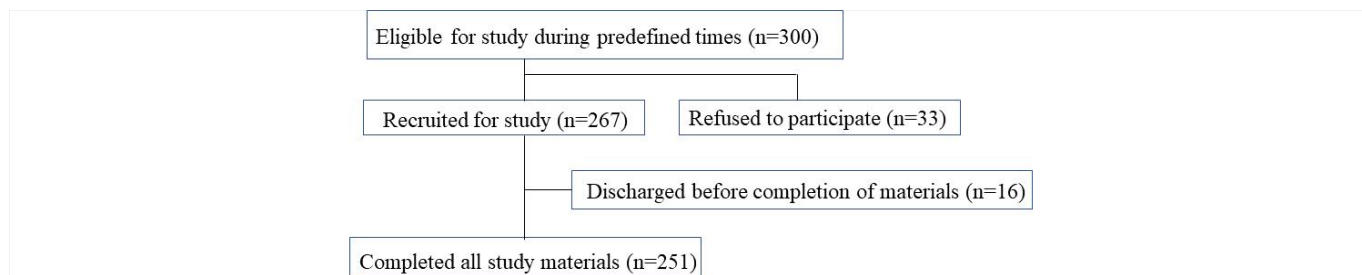 Eligible for study during predefined times (n=300)
Recruited for study (n=267)
Refused to participate (n=33)
Discharged before completion of materials (n=16)
Completed all study materials (n=251)